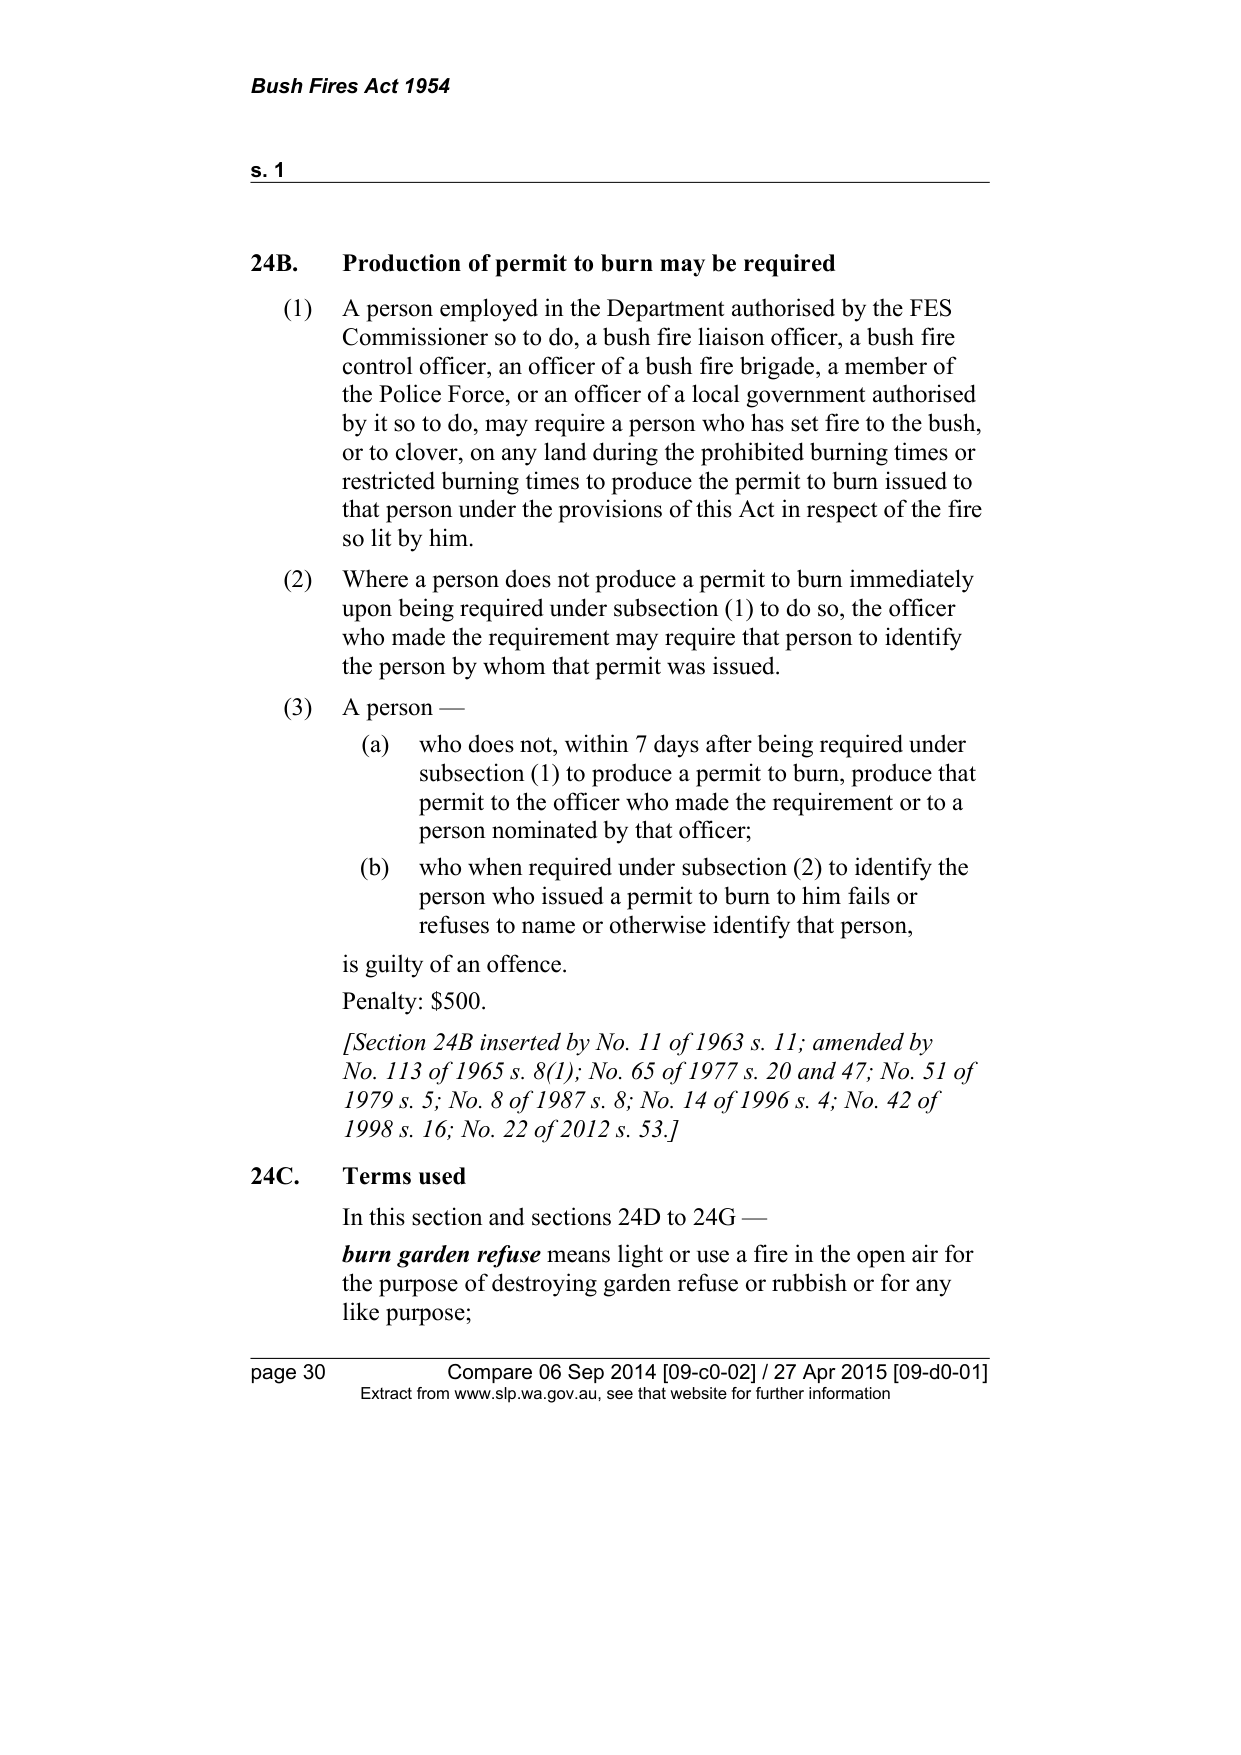 Bush Fires Act 1954
s. 1
24B. Production of permit to burn may be required
(1) A person employed in the Department authorised by the FES
Commissioner so to do, a bush fire liaison officer, a bush fire
control officer, an officer of a bush fire brigade, a member of
the Police Force, or an officer of a local government authorised
by it so to do, may require a person who has set fire to the bush,
or to clover, on any land during the prohibited burning times or
restricted burning times to produce the permit to burn issued to
that person under the provisions of this Act in respect of the fire
so lit by him.
(2) Where a person does not produce a permit to burn immediately
upon being required under subsection (1) to do so, the officer
who made the requirement may require that person to identify
the person by whom that permit was issued.
(3) A person —
(a) who does not, within 7 days after being required under
subsection (1) to produce a permit to burn, produce that
permit to the officer who made the requirement or to a
person nominated by that officer;
(b) who when required under subsection (2) to identify the
person who issued a permit to burn to him fails or
refuses to name or otherwise identify that person,
is guilty of an offence.
Penalty: $500.
[Section 24B inserted by No. 11 of 1963 s. 11; amended by
No. 113 of 1965 s. 8(1); No. 65 of 1977 s. 20 and 47; No. 51 of
1979 s. 5; No. 8 of 1987 s. 8; No. 14 of 1996 s. 4; No. 42 of
1998 s. 16; No. 22 of 2012 s. 53.]
24C. Terms used
In this section and sections 24D to 24G —
burn garden refuse means light or use a fire in the open air for
the purpose of destroying garden refuse or rubbish or for any
like purpose;
page 30 Compare 06 Sep 2014 [09-c0-02] / 27 Apr 2015 [09-d0-01]
Extract from www.slp.wa.gov.au, see that website for further information